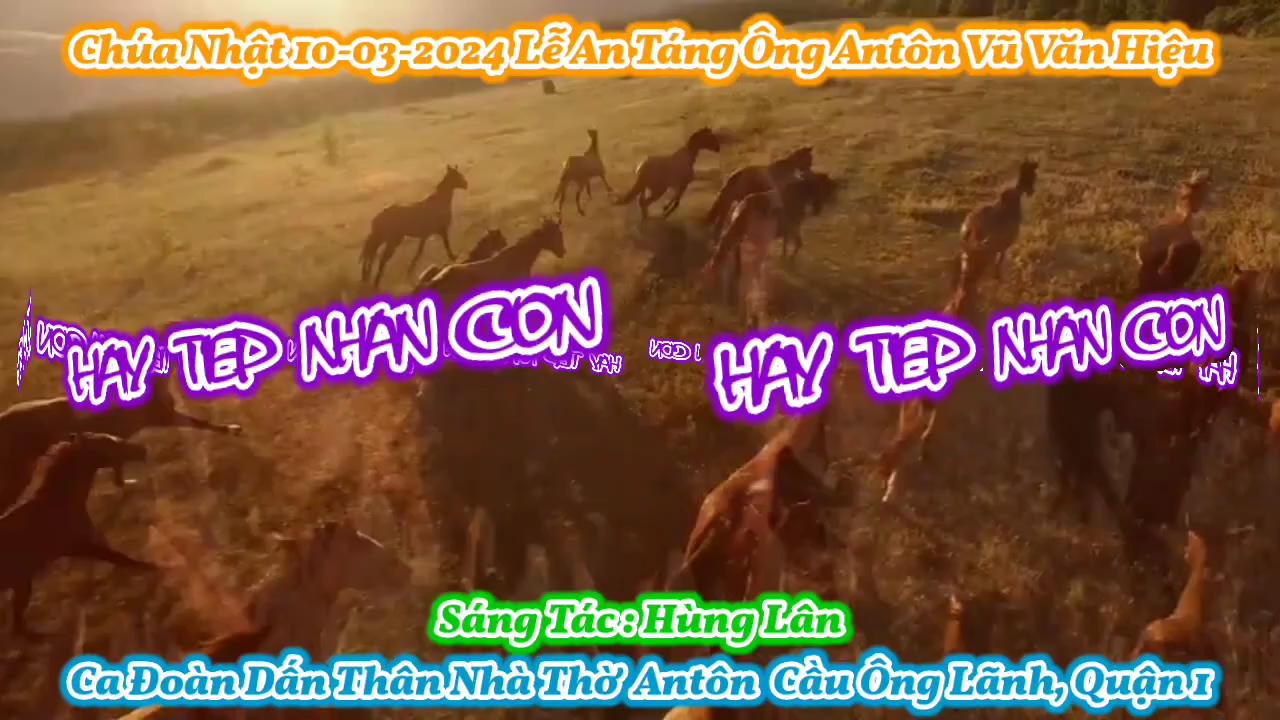 Chúa Nhật 10-03-2024 Lễ An Táng Ông Antôn Vũ Văn Hiệu
HAY TEP NHAN CON HAY TEP NHAN CON
Sáng Tác : Hùng Lân
Ca Đoàn Dấn Thân Nhà Thờ Antôn Cầu Ông Lãnh, Quận 1